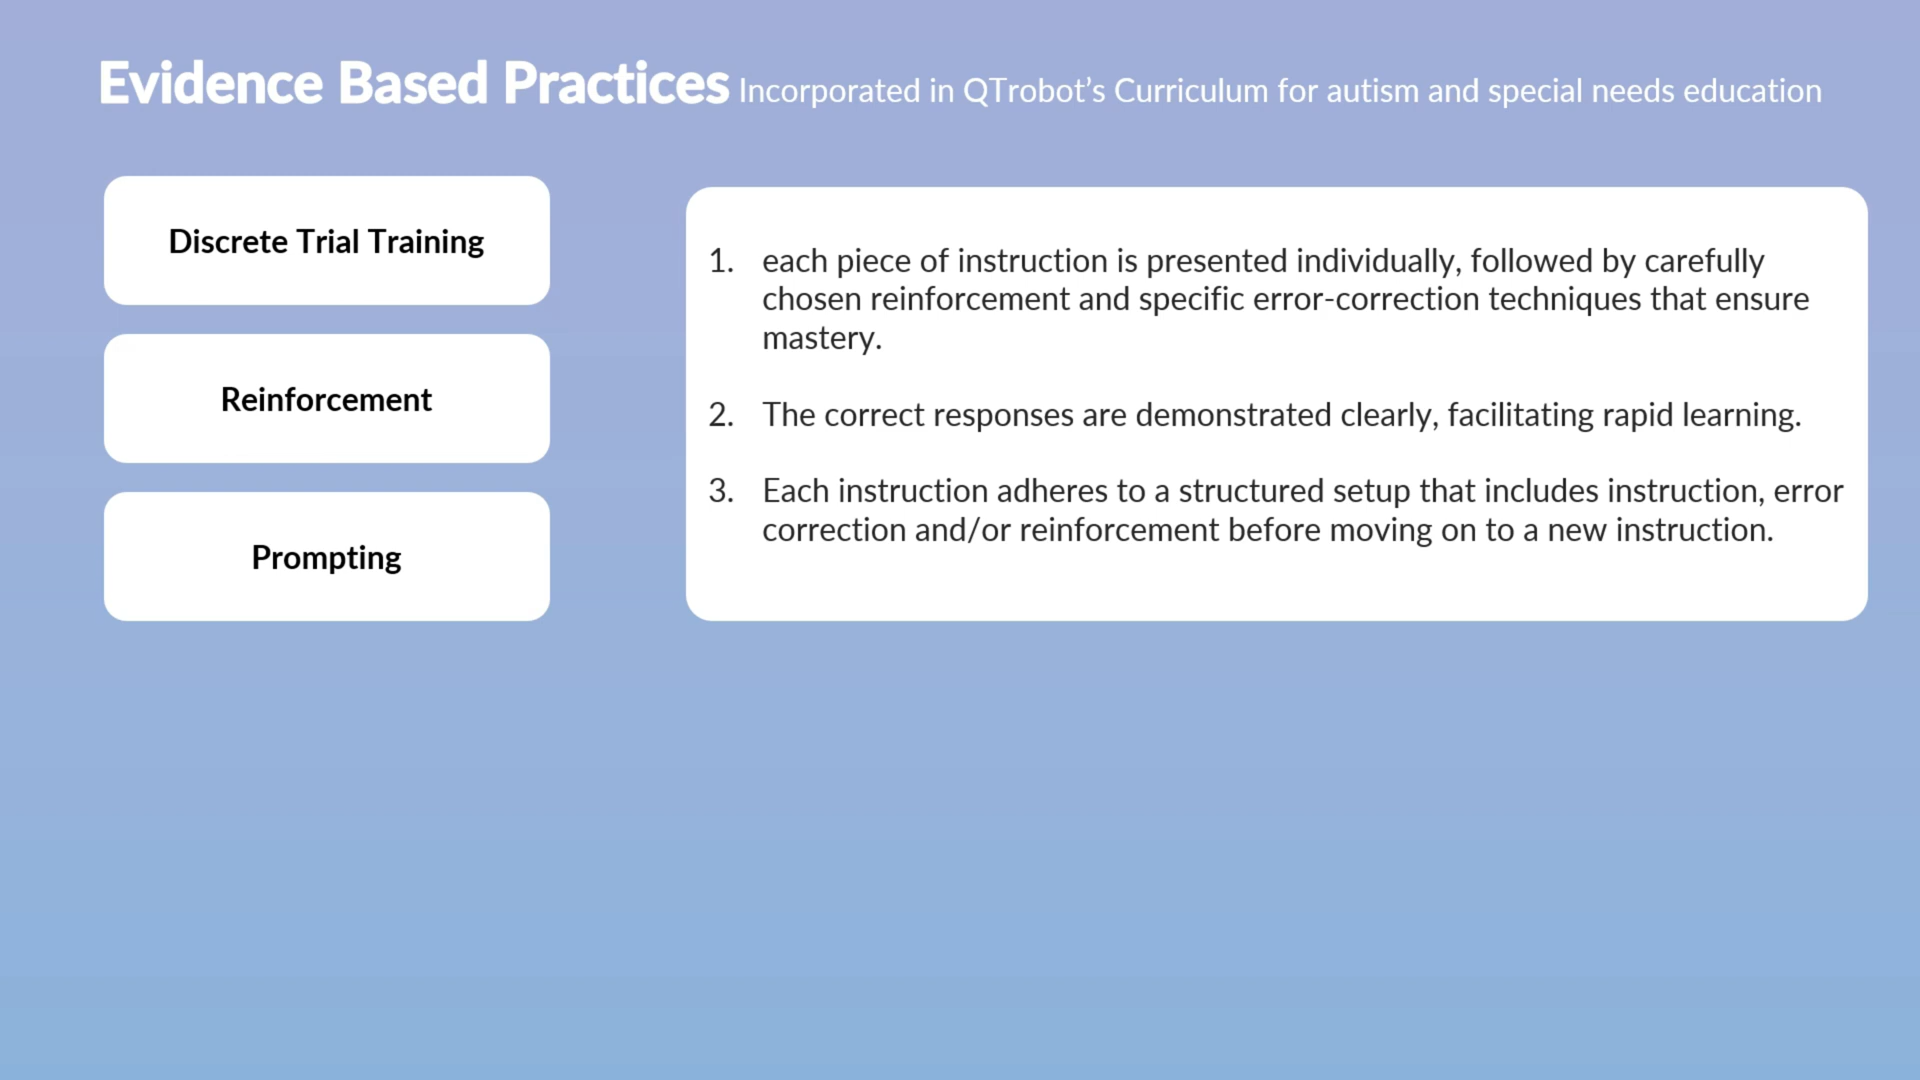 Evidence Based Practices Incorporated in QTrobot’s Curriculum for autism and special needs education
Discrete Trial Training
Reinforcement
Prompting
1. each piece of instruction is presented individually, followed by carefully
chosen reinforcement and specific error-correction techniques that ensure
mastery.
2. The correct responses are demonstrated clearly, facilitating rapid learning.
3. Each instruction adheres to a structured setup that includes instruction, error
correction and/or reinforcement before moving on to a new instruction.